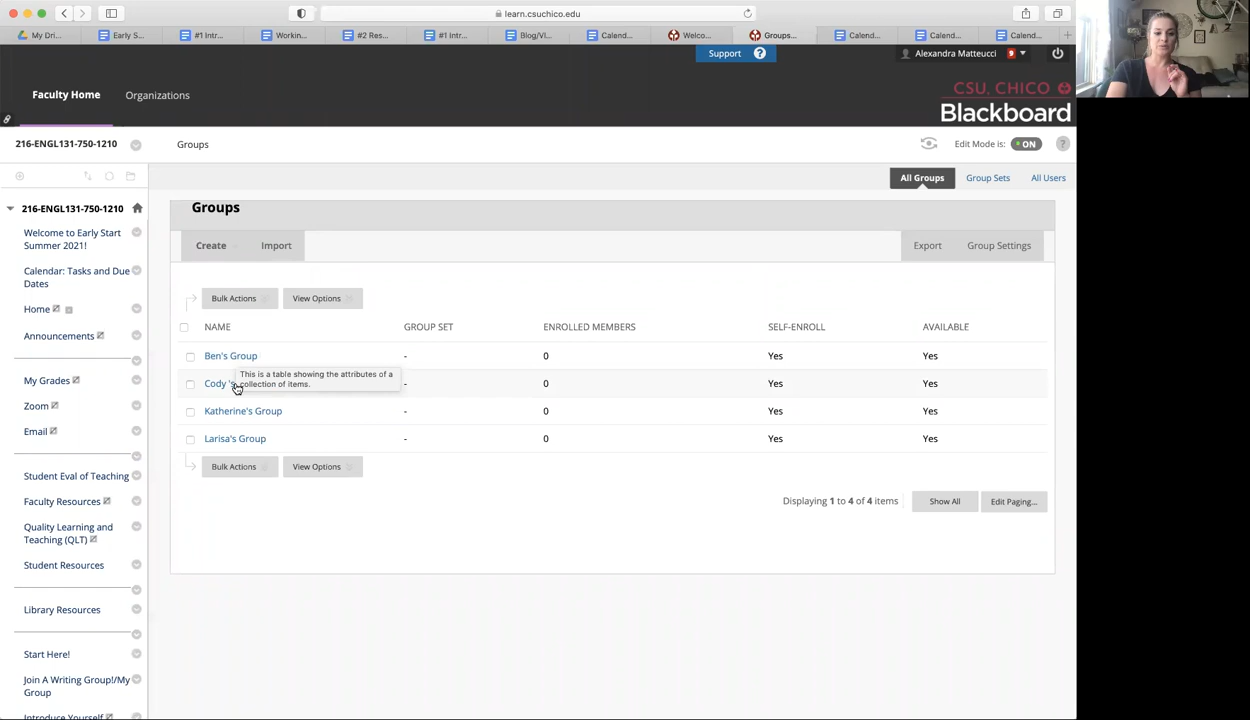 learn.csuchico.edu
My Dri...
Early S...
#1 Intr...
Workin...
#2 Res...
#1 Intr...
Blog/Vi...
Calend...
Welco...
Groups...
Calend...
Calend...
Calend...
Support ?
Alexandra Matteucci 9
Faculty Home
Organizations
CSU, CHICO
Blackboard
216-ENGL131-750-1210
Groups
Edit Mode is: ON ?
All Groups
Group Sets
All Users
216-ENGL131-750-1210
Welcome to Early Start
Summer 2021!
Calendar: Tasks and Due
Dates
Home
Announcements
My Grades
Zoom
Email
Student Eval of Teaching
Faculty Resources
Quality Learning and
Teaching (QLT)
Student Resources
Library Resources
Start Here!
Join A Writing Group!/My
Group
Introduce Yourself
Groups
Create
Import
Export
Group Settings
Bulk Actions
View Options
NAME GROUP SET ENROLLED MEMBERS SELF-ENROLL AVAILABLE
Ben's Group - 0 Yes Yes
This is a table showing the attributes of a
collection of items.
Cody 's - 0 Yes Yes
Katherine's Group - 0 Yes Yes
Larisa's Group - 0 Yes Yes
Bulk Actions
View Options
Displaying 1 to 4 of 4 items
Show All
Edit Paging...